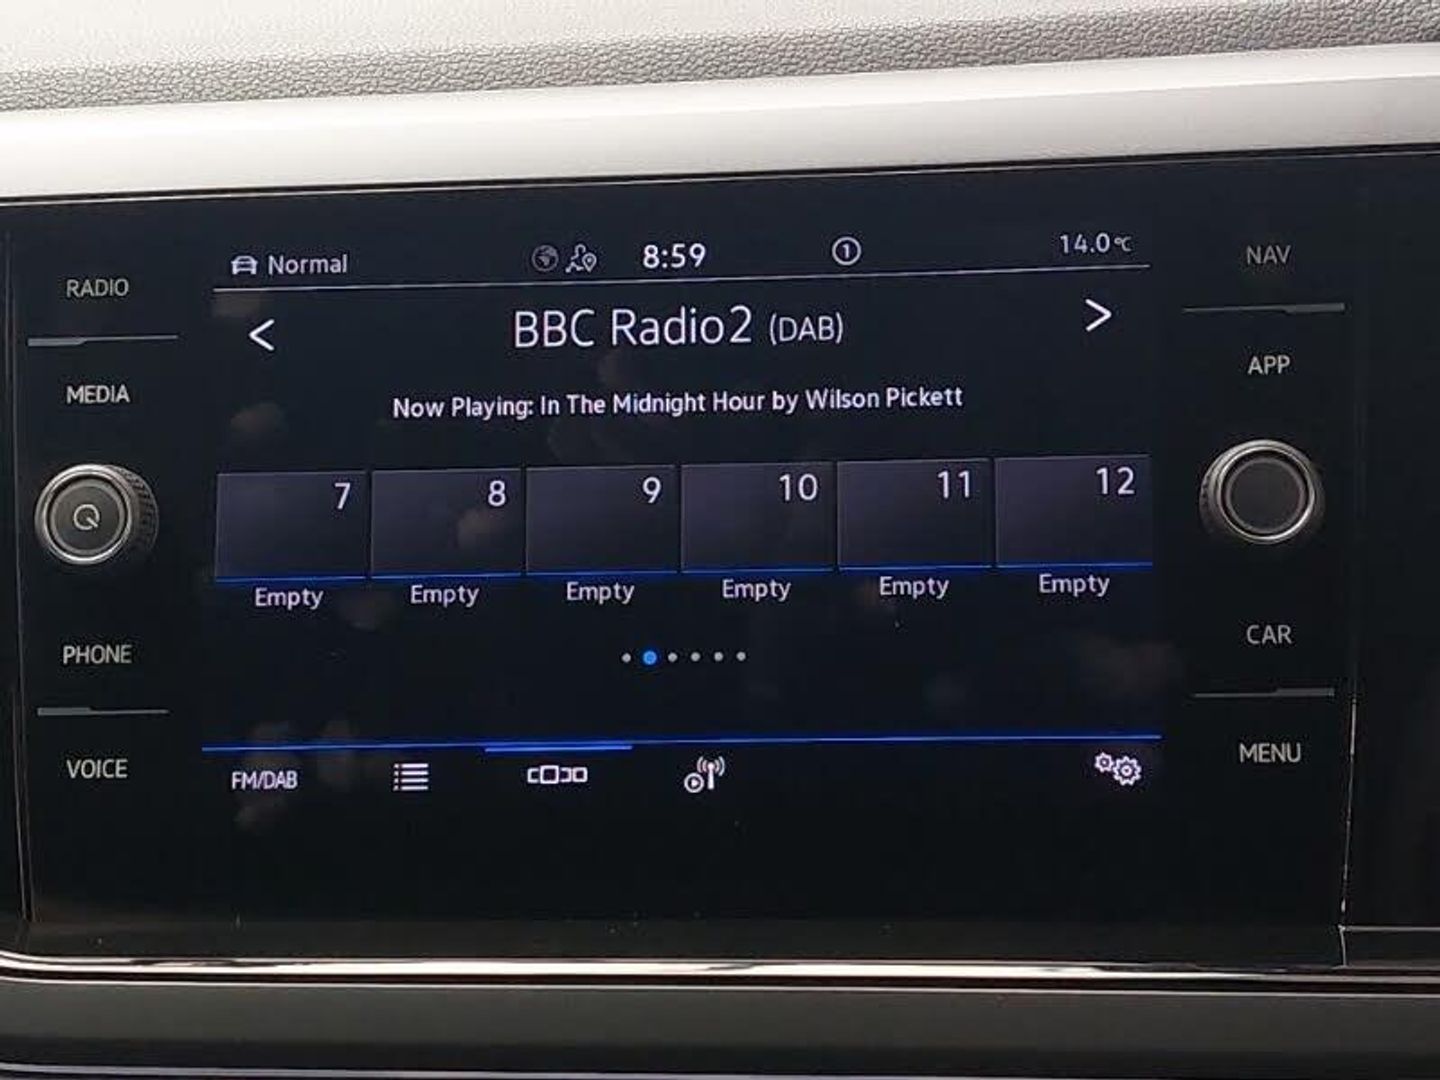 Normal 8:59 1 14.0°C
RADIO
MEDIA
PHONE
VOICE
BBC Radio2 (DAB)
Now Playing: In The Midnight Hour by Wilson Pickett
7 8 9 10 11 12
Empty Empty Empty Empty Empty Empty
FM/DAB
NAV
APP
CAR
MENU